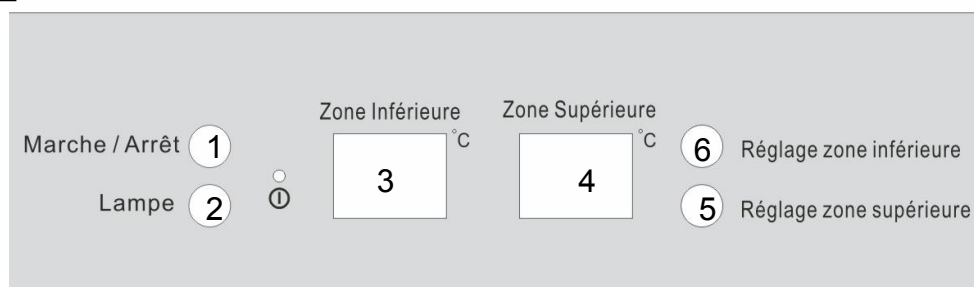 Zone Inférieure Zone Supérieure
Marche / Arrêt 1 °C °C 6 Réglage zone inférieure
3 4
Lampe 2 5 Réglage zone supérieure